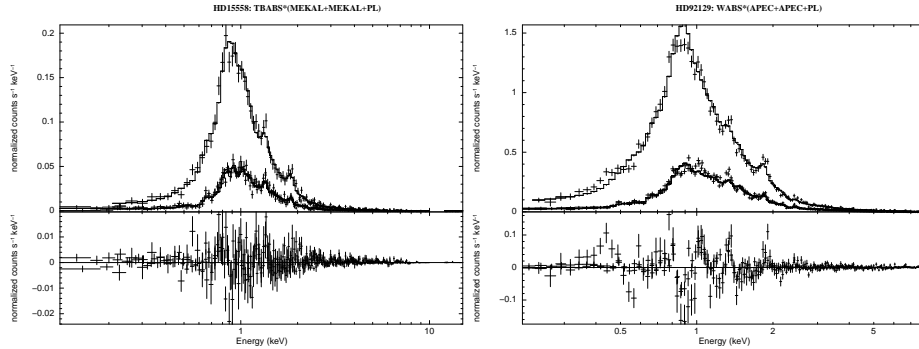 HD15558: TBABS*(MEKAL+MEKAL+PL)
normalized counts s⁻¹ keV⁻¹
0.2
0.15
0.1
0.05
0
normalized counts s⁻¹ keV⁻¹
0.01
0
−0.01
−0.02
1
10
Energy (keV)
HD92129: WABS*(APEC+APEC+PL)
normalized counts s⁻¹ keV⁻¹
1.5
1
0.5
0
normalized counts s⁻¹ keV⁻¹
0.1
0
−0.1
0.5
1
2
5
Energy (keV)